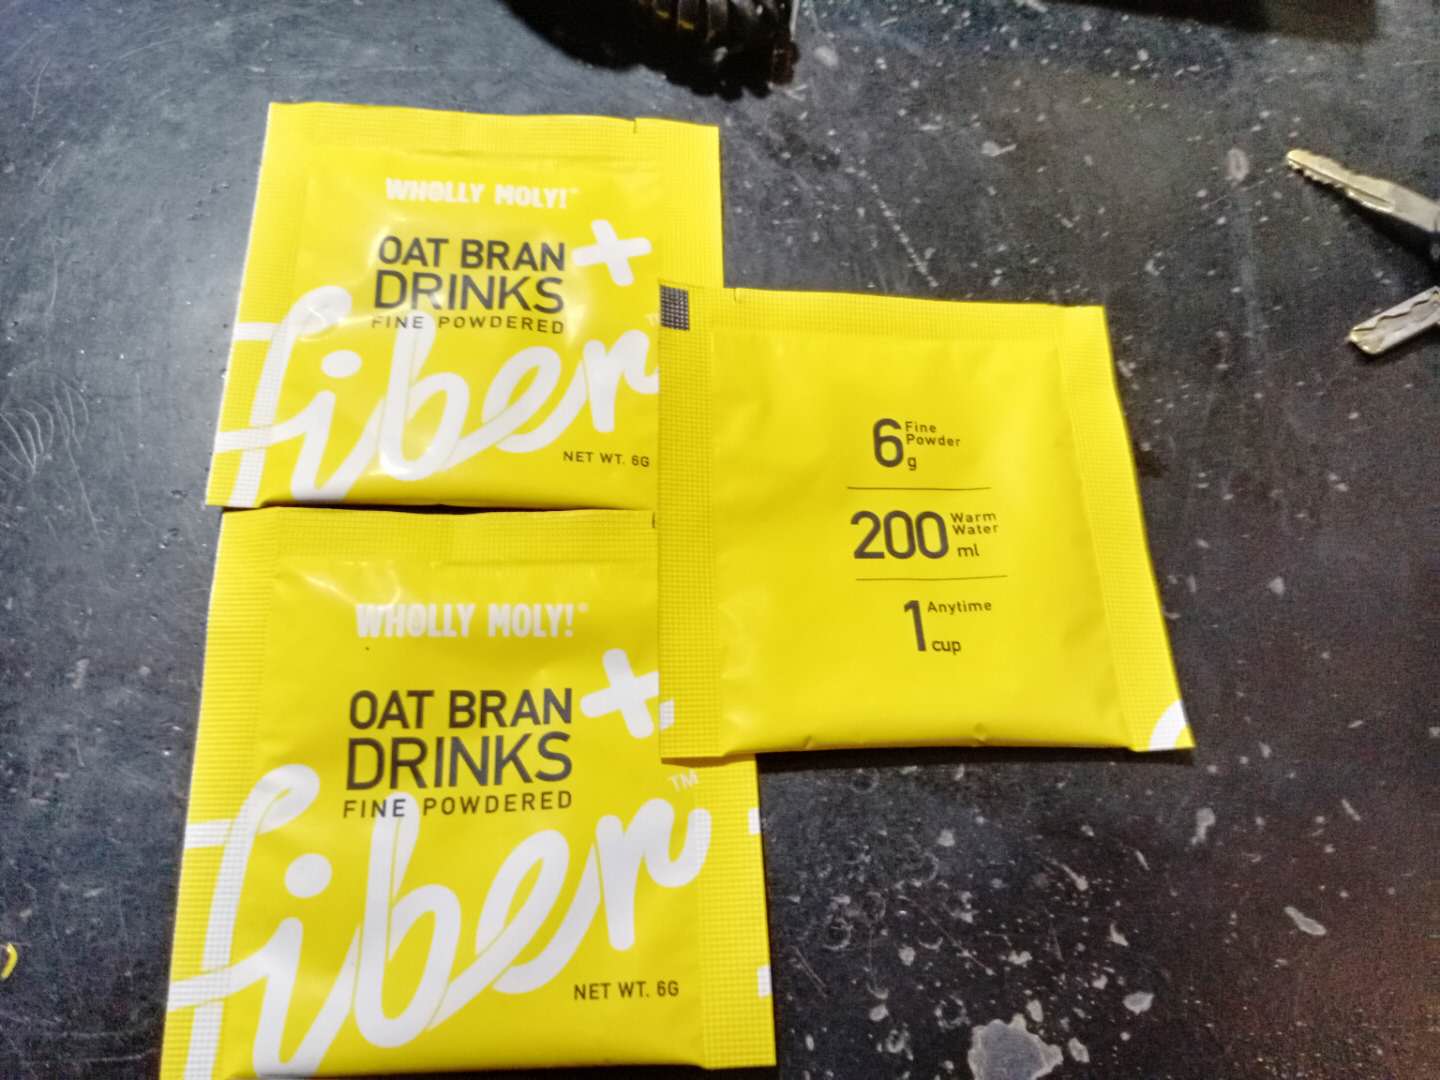 WHOLLY MOLY!®
OAT BRAN
DRINKS
FINE POWDERED
fiber+™
NET WT. 6G
WHOLLY MOLY!®
OAT BRAN
DRINKS
FINE POWDERED
fiber+™
NET WT. 6G
6 Fine
Powder
g
200 Warm
Water
ml
1 Anytime
cup